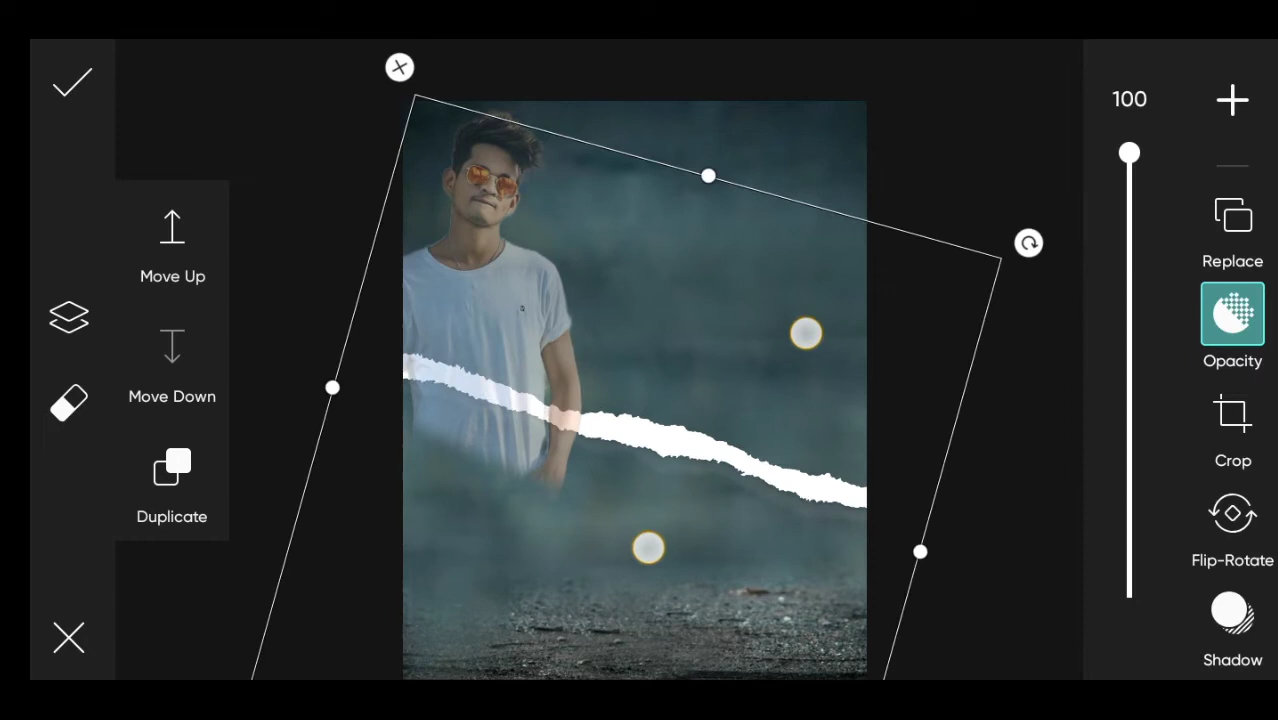 Move Up
Move Down
Duplicate
100
Replace
Opacity
Crop
Flip-Rotate
Shadow